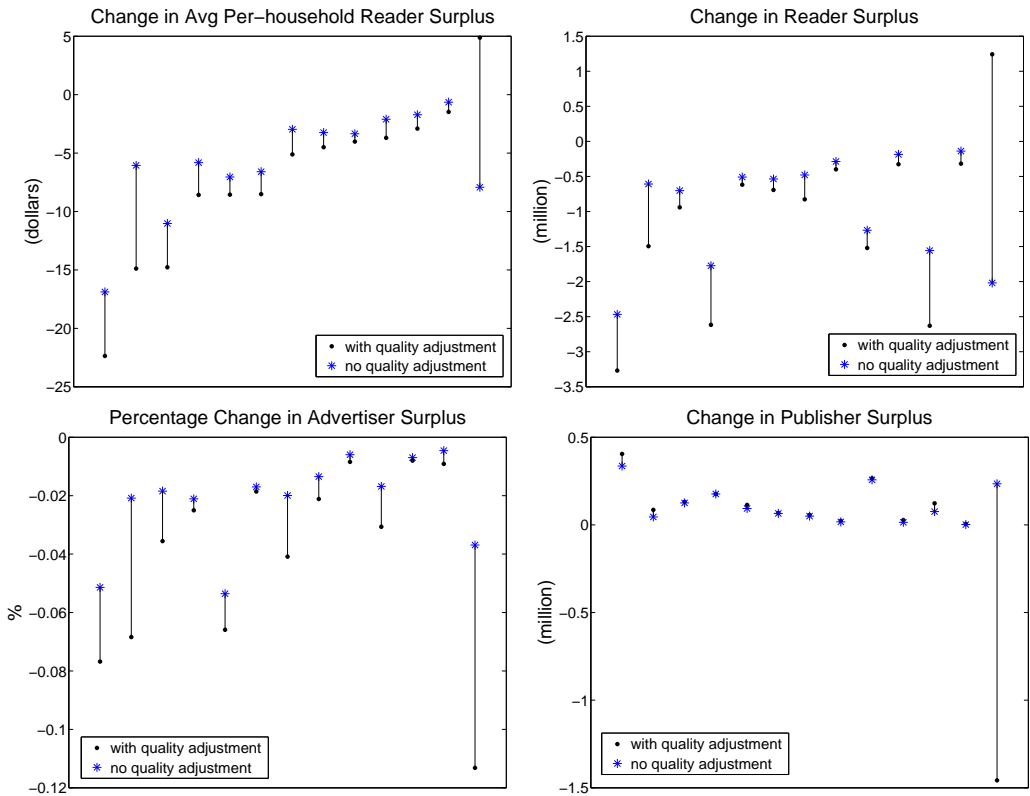 Change in Avg Per−household Reader Surplus
5
0
−5
−10
−15
−20
−25
(dollars)
with quality adjustment
no quality adjustment
Change in Reader Surplus
1.5
1
0.5
0
−0.5
−1
−1.5
−2
−2.5
−3
−3.5
(million)
with quality adjustment
no quality adjustment
Percentage Change in Advertiser Surplus
0
−0.02
−0.04
−0.06
−0.08
−0.1
−0.12
%
with quality adjustment
no quality adjustment
Change in Publisher Surplus
0.5
0
−0.5
−1
−1.5
(million)
with quality adjustment
no quality adjustment